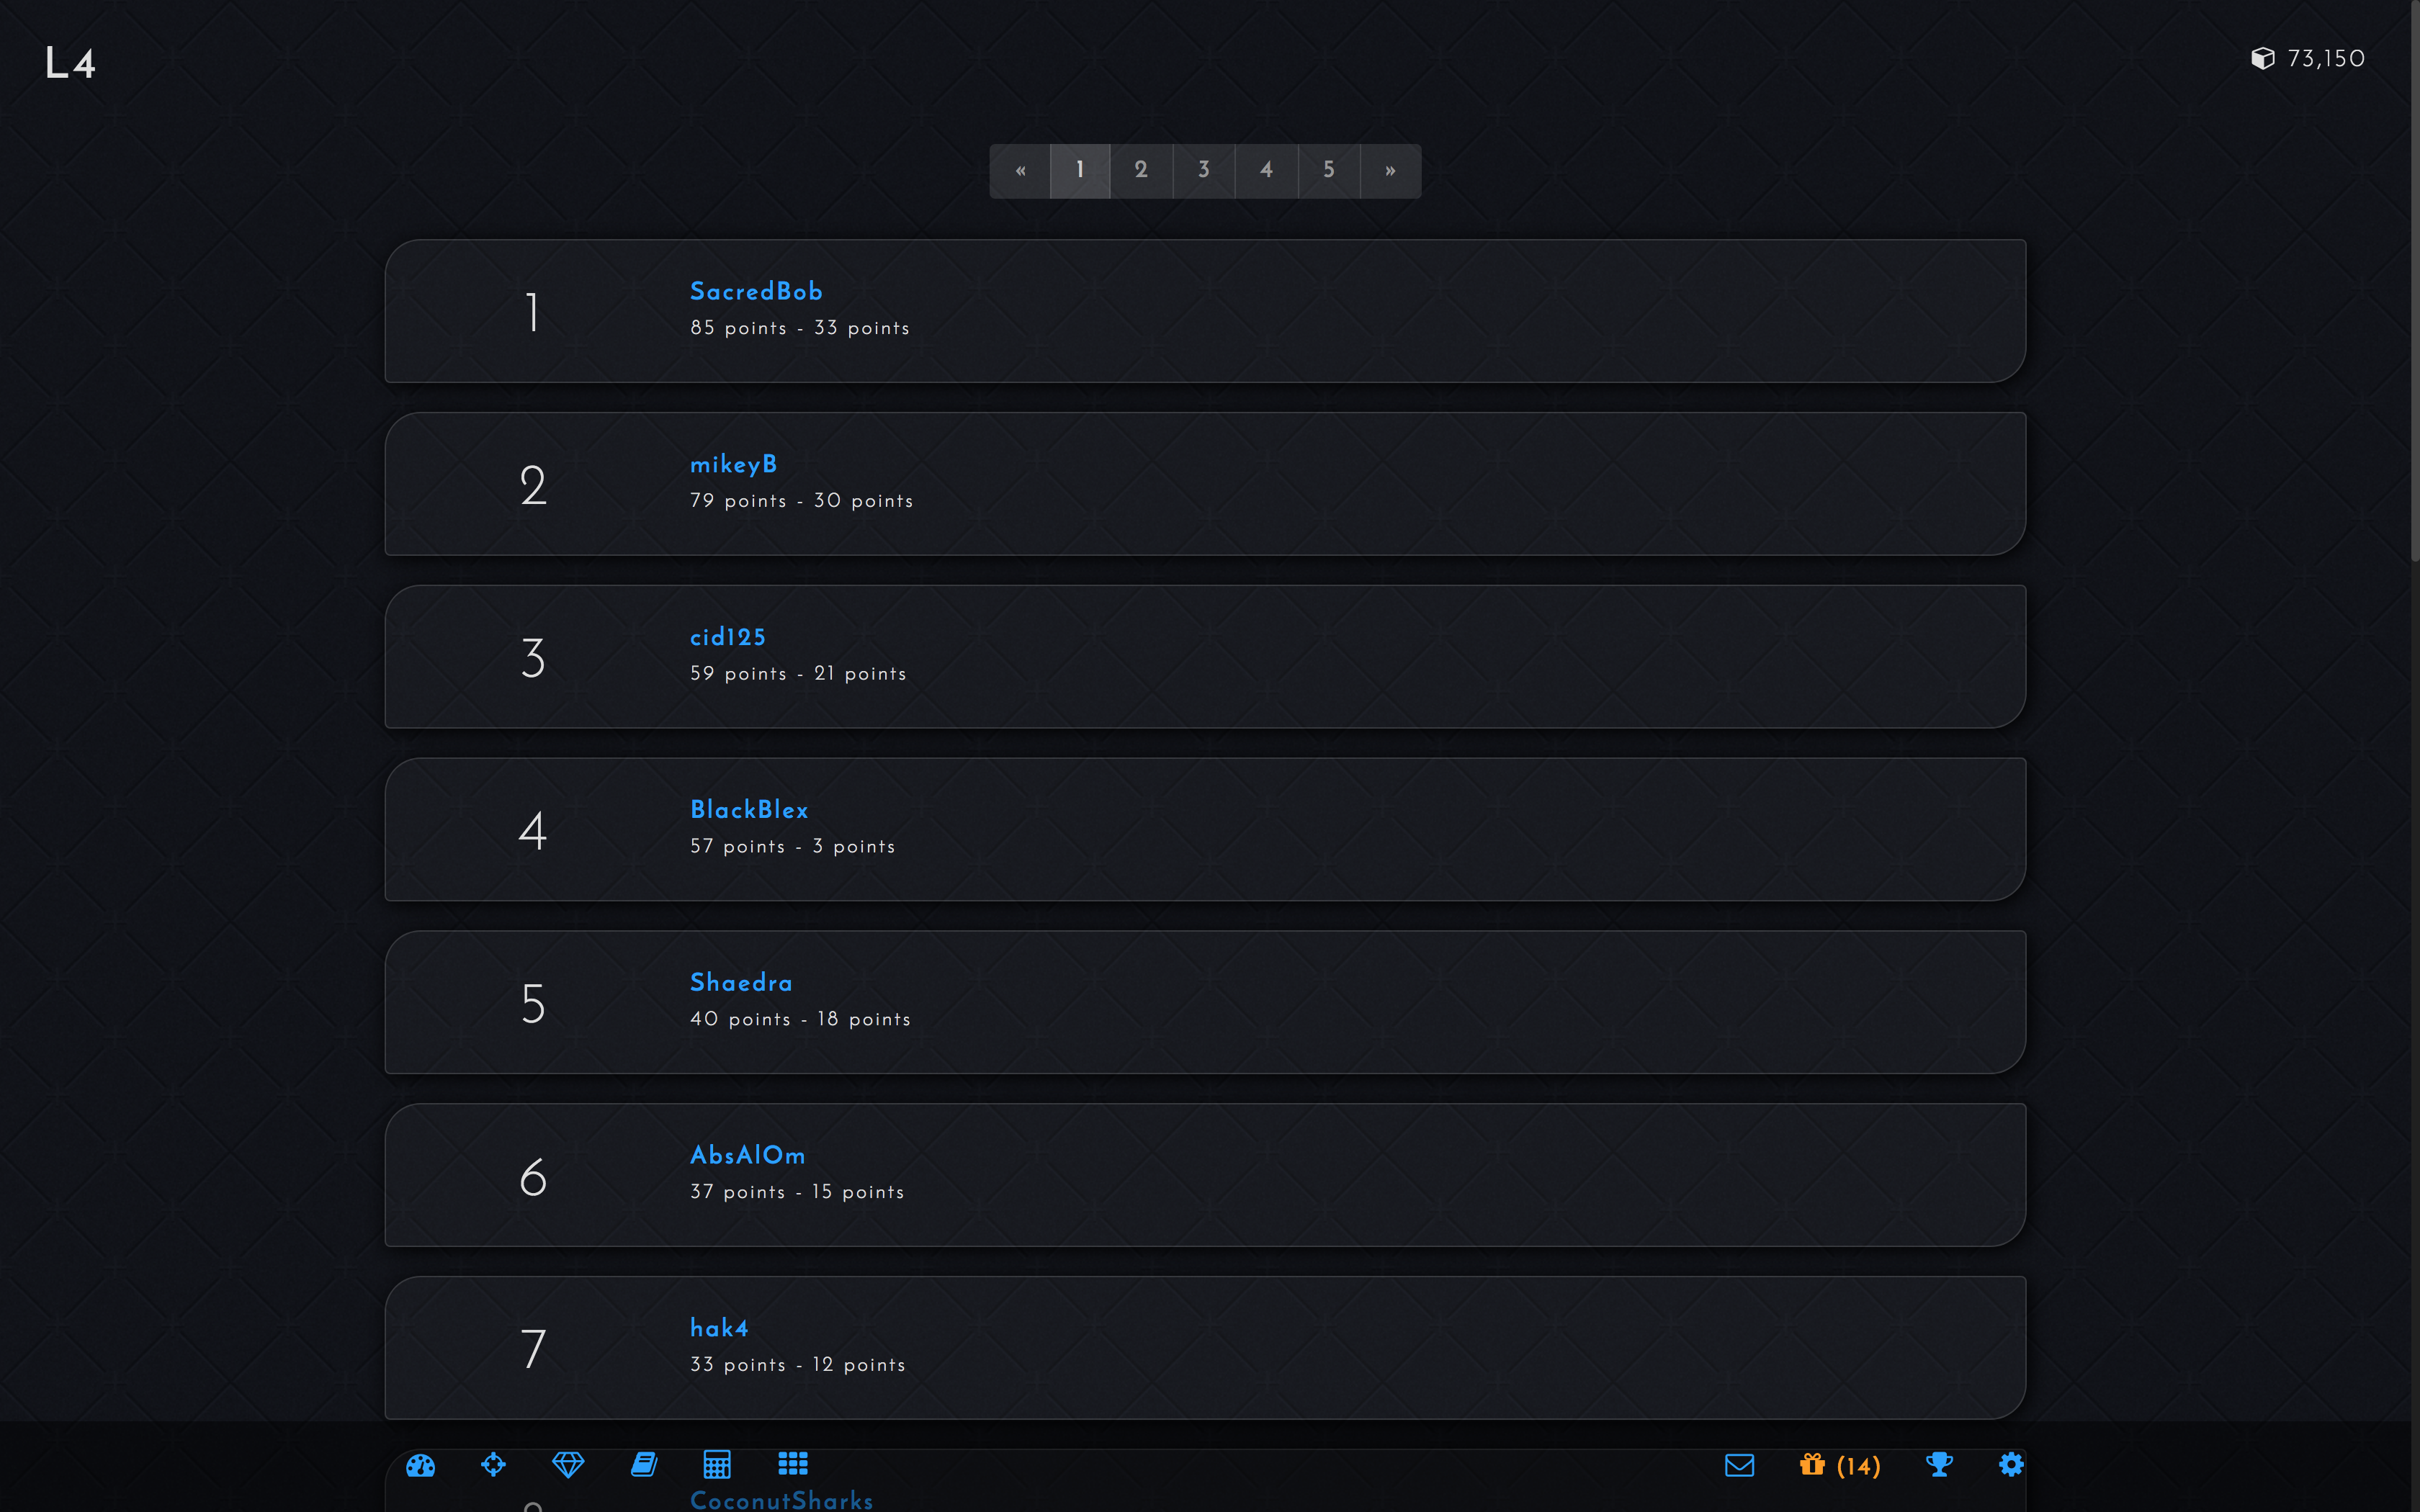 L4
73,150
« 1 2 3 4 5 »
1
SacredBob
85 points - 33 points
2
mikeyB
79 points - 30 points
3
cid125
59 points - 21 points
4
BlackBlex
57 points - 3 points
5
Shaedra
40 points - 18 points
6
AbsAlOm
37 points - 15 points
7
hak4
33 points - 12 points
(14)
CoconutSharks